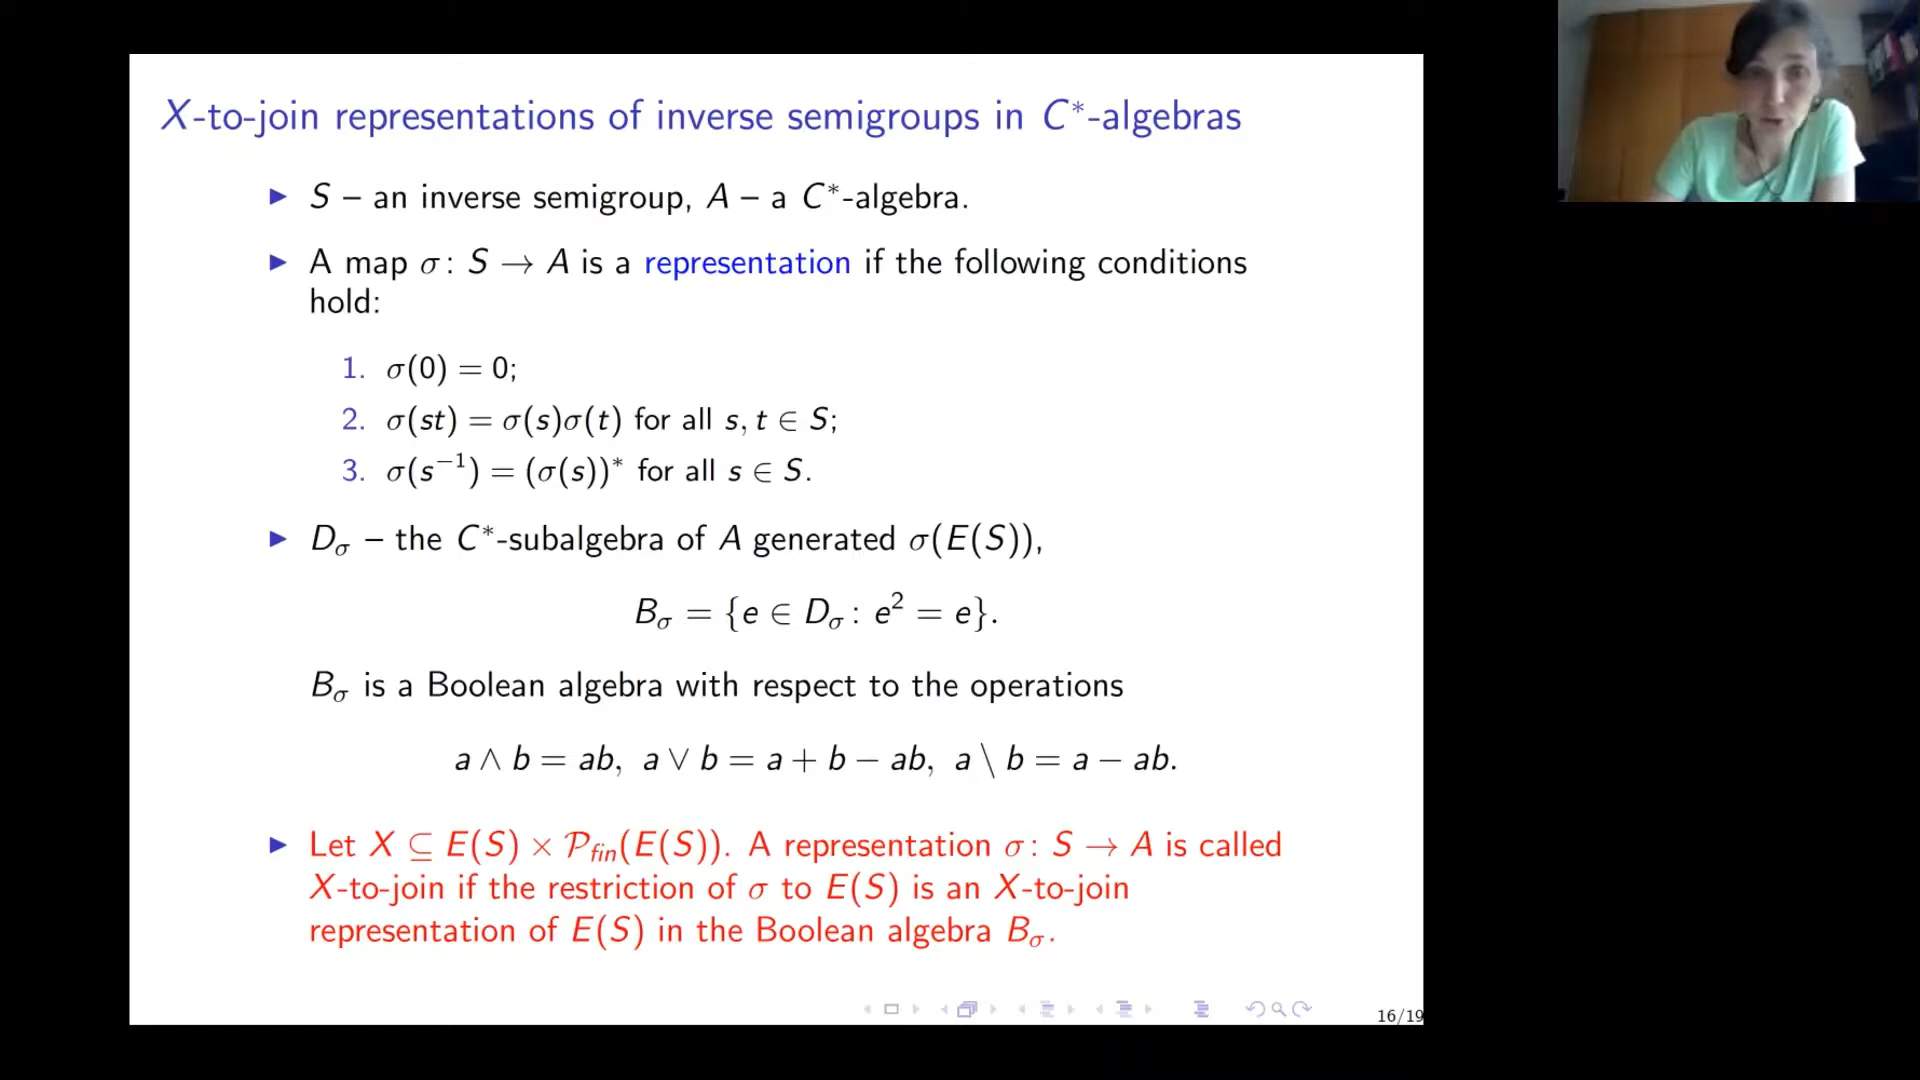 X-to-join representations of inverse semigroups in C*-algebras
▶ S – an inverse semigroup, A – a C*-algebra.
▶ A map σ: S → A is a representation if the following conditions
hold:
1. σ(0) = 0;
2. σ(st) = σ(s)σ(t) for all s, t ∈ S;
3. σ(s⁻¹) = (σ(s))* for all s ∈ S.
▶ D_σ – the C*-subalgebra of A generated σ(E(S)),
B_σ = {e ∈ D_σ : e² = e}.
B_σ is a Boolean algebra with respect to the operations
a ∧ b = ab, a ∨ b = a + b − ab, a \ b = a − ab.
▶ Let X ⊆ E(S) × P_fin(E(S)). A representation σ: S → A is called
X-to-join if the restriction of σ to E(S) is an X-to-join
representation of E(S) in the Boolean algebra B_σ.
16/19